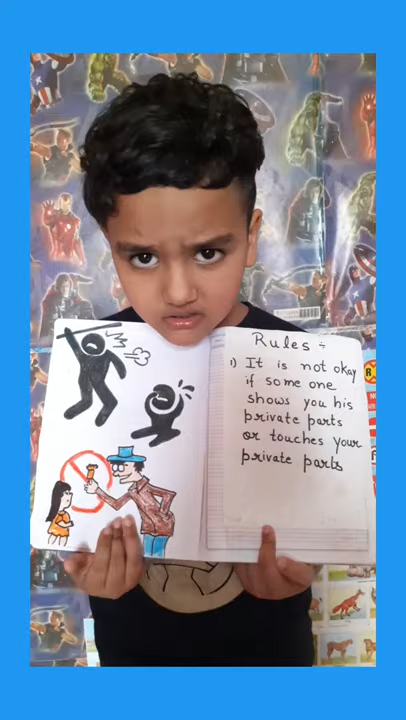 Rules ÷
1) It is not okay
if some one
shows you his
private parts
or touches your
private parts